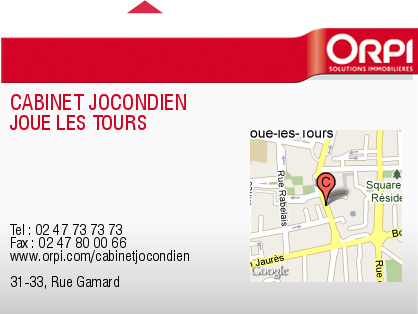 ORPI
SOLUTIONS IMMOBILIÈRES
CABINET JOCONDIEN
JOUE LES TOURS
Tel : 02 47 73 73 73
Fax : 02 47 80 00 66
www.orpi.com/cabinetjocondien
31-33, Rue Gamard
oue-les-Tours
Rue Rabelais
C
Square
Réside
n Jaurès
Google
Rue
Bo